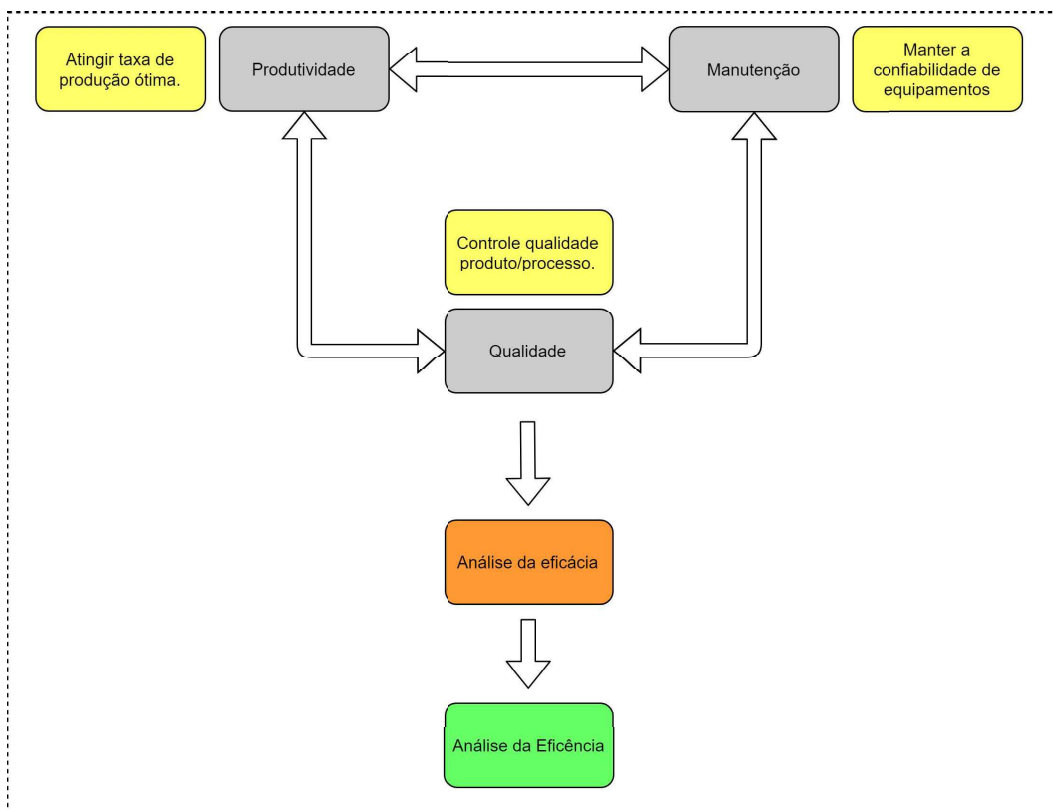 Atingir taxa de
produção ótima.
Produtividade
Manutenção
Manter a
confiabilidade de
equipamentos
Controle qualidade
produto/processo.
Qualidade
Análise da eficácia
Análise da Eficência